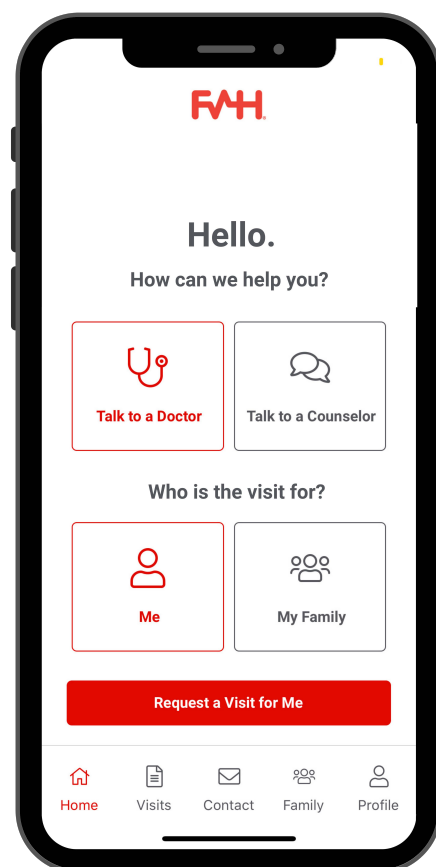 FAH.
Hello.
How can we help you?
Talk to a Doctor
Talk to a Counselor
Who is the visit for?
Me
My Family
Request a Visit for Me
Home
Visits
Contact
Family
Profile